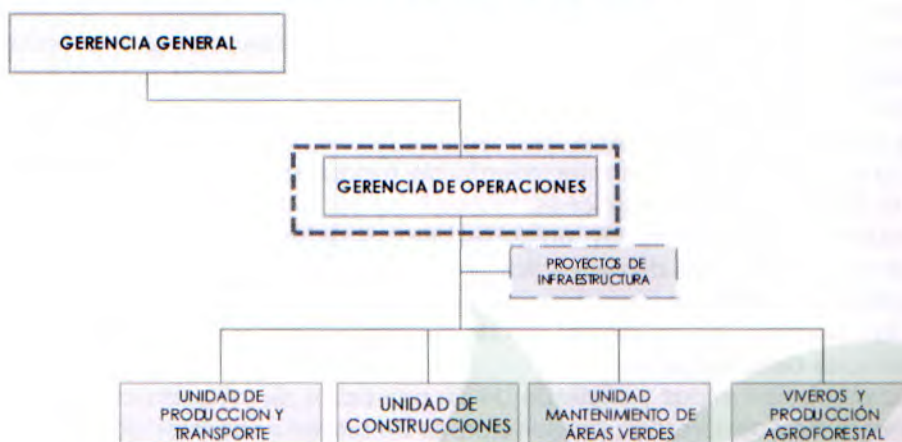 GERENCIA GENERAL
GERENCIA DE OPERACIONES
PROYECTOS DE
INFRAESTRUCTURA
UNIDAD DE
PRODUCCION Y
TRANSPORTE
UNIDAD DE
CONSTRUCCIONES
UNIDAD
MANTENIMIENTO DE
ÁREAS VERDES
VIVEROS Y
PRODUCCIÓN
AGROFORESTAL